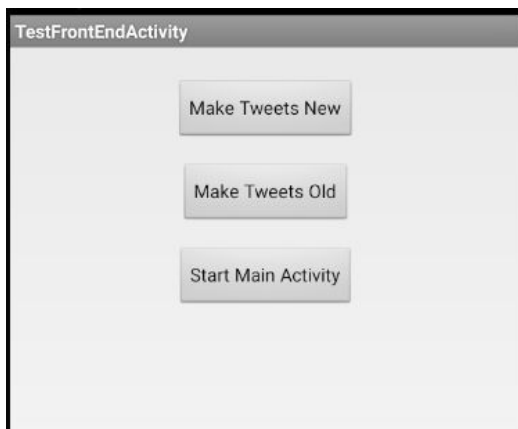 TestFrontEndActivity
Make Tweets New
Make Tweets Old
Start Main Activity